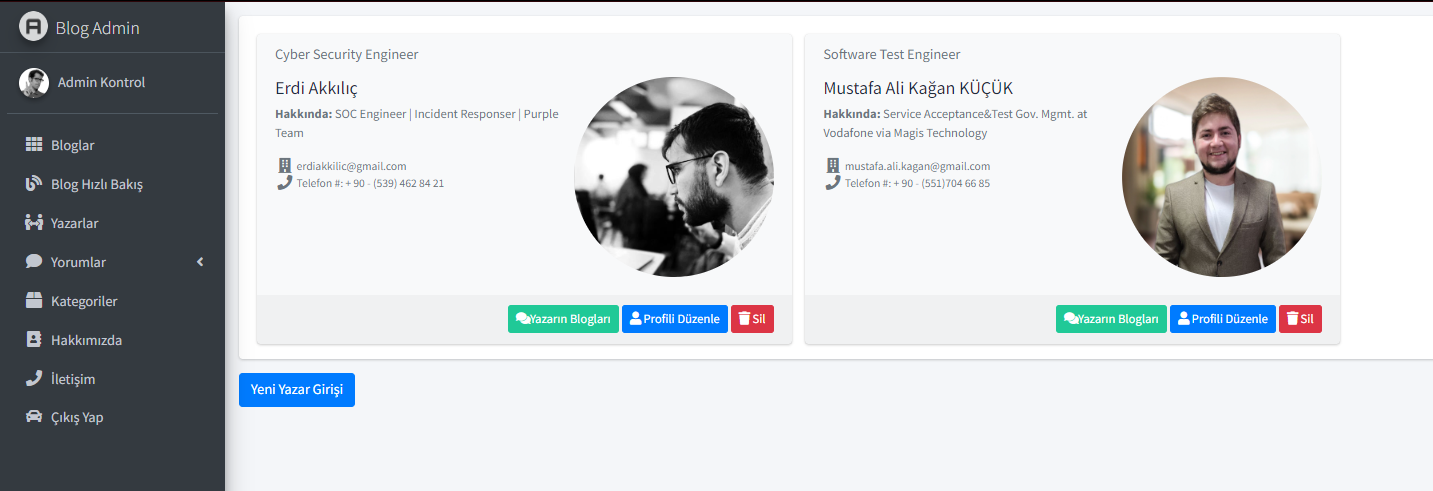 Blog Admin
Admin Kontrol
Bloglar
Blog Hızlı Bakış
Yazarlar
Yorumlar
Kategoriler
Hakkımızda
İletişim
Çıkış Yap
Cyber Security Engineer
Erdi Akkılıç
Hakkında: SOC Engineer | Incident Responser | Purple
Team
erdiakkilic@gmail.com
Telefon #: + 90 - (539) 462 84 21
Yazarın Blogları Profili Düzenle Sil
Software Test Engineer
Mustafa Ali Kağan KÜÇÜK
Hakkında: Service Acceptance&Test Gov. Mgmt. at
Vodafone via Magis Technology
mustafa.ali.kagan@gmail.com
Telefon #: + 90 - (551)704 66 85
Yazarın Blogları Profili Düzenle Sil
Yeni Yazar Girişi